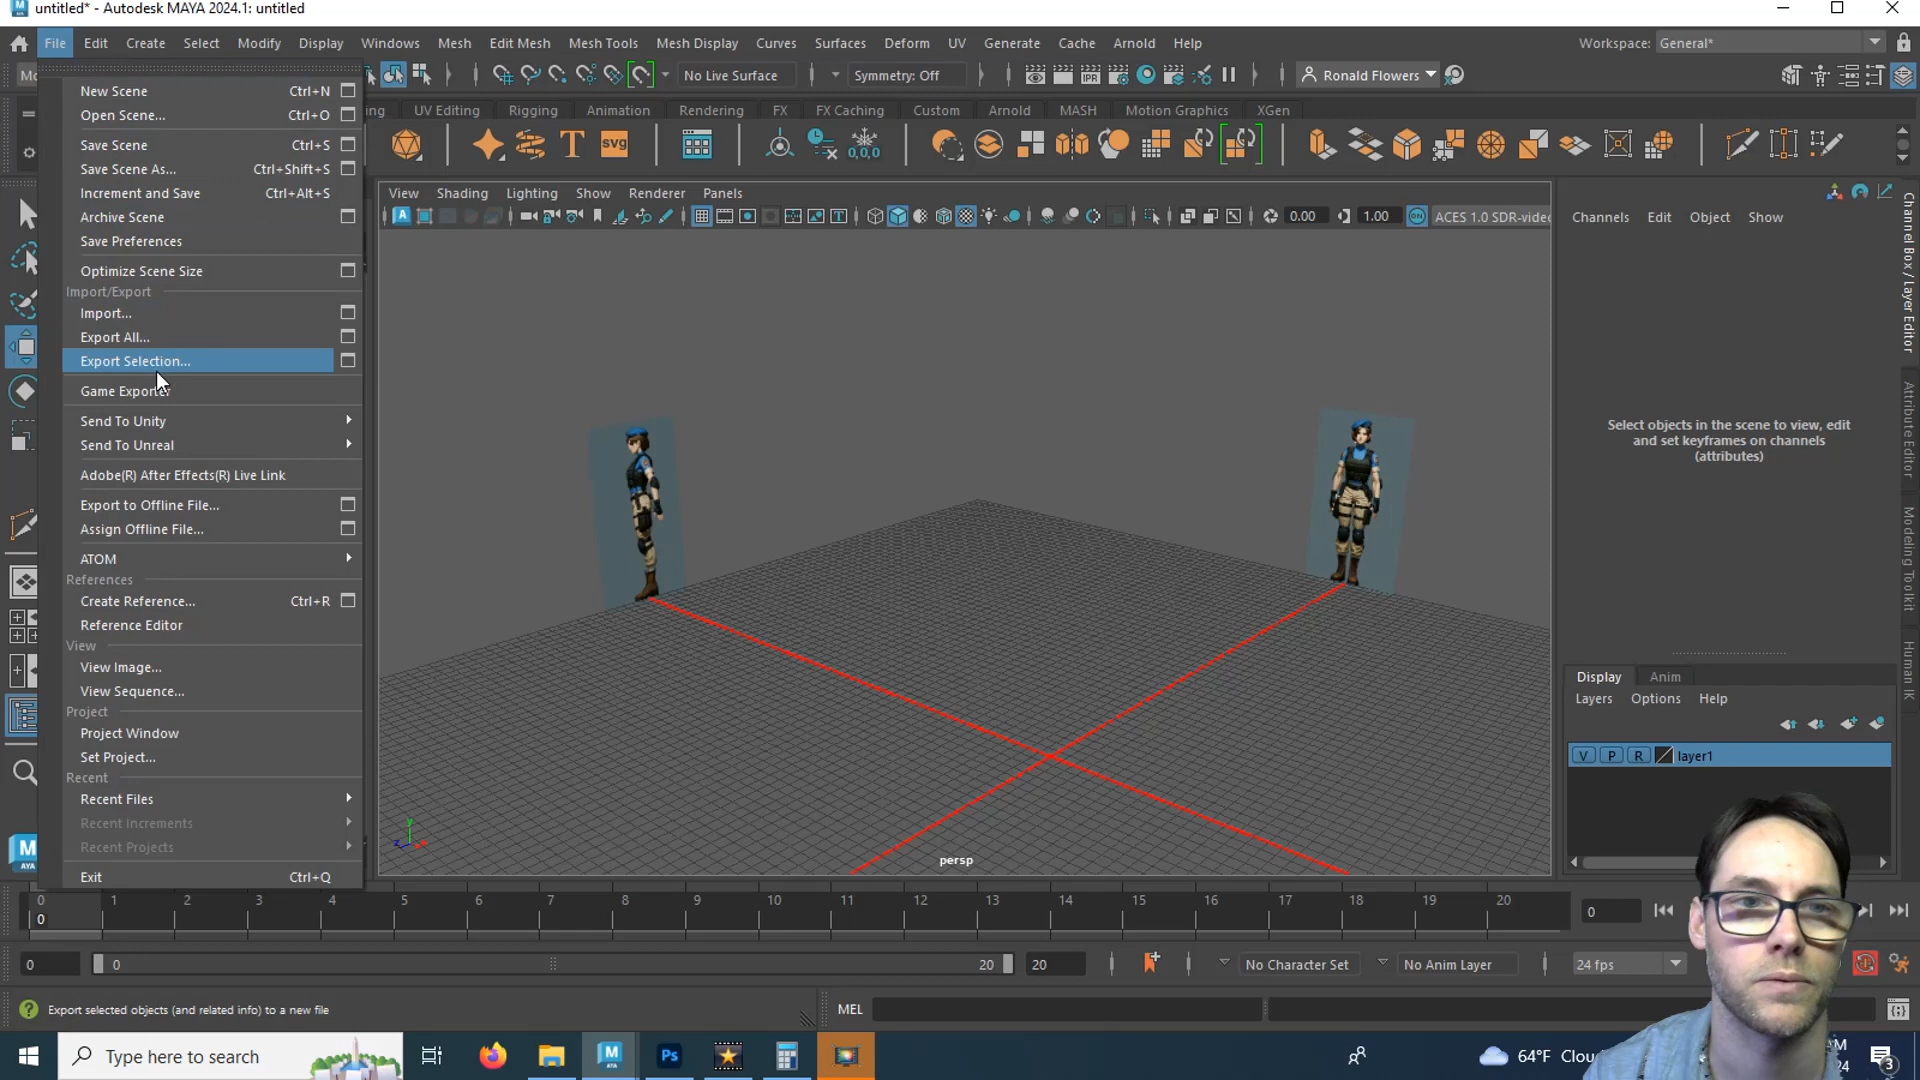 untitled* - Autodesk MAYA 2024.1: untitled
File Edit Create Select Modify Display Windows Mesh Edit Mesh Mesh Tools Mesh Display Curves Surfaces Deform UV Generate Cache Arnold Help
Workspace: General*
No Live Surface
Symmetry: Off
IPR
Ronald Flowers
UV Editing Rigging Animation Rendering FX FX Caching Custom Arnold MASH Motion Graphics XGen
T
svg
0,0,0
New Scene Ctrl+N
Open Scene... Ctrl+O
Save Scene Ctrl+S
Save Scene As... Ctrl+Shift+S
Increment and Save Ctrl+Alt+S
Archive Scene
Save Preferences
Optimize Scene Size
Import/Export
Import...
Export All...
Export Selection...
Game Exporter
Send To Unity
Send To Unreal
Adobe(R) After Effects(R) Live Link
Export to Offline File...
Assign Offline File...
ATOM
References
Create Reference... Ctrl+R
Reference Editor
View
View Image...
View Sequence...
Project
Project Window
Set Project...
Recent
Recent Files
Recent Increments
Recent Projects
Exit Ctrl+Q
View Shading Lighting Show Renderer Panels
0.00 1.00 ON ACES 1.0 SDR-video
persp
y
Channels Edit Object Show
Select objects in the scene to view, edit
and set keyframes on channels
(attributes)
Channel Box / Layer Editor
Attribute Editor
Modeling Toolkit
Human IK
Display Anim
Layers Options Help
V P R layer1
M
AYA
0 1 2 3 4 5 6 7 8 9 10 11 12 13 14 15 16 17 18 19 20
0
0
0 0 20 20
No Character Set
No Anim Layer
24 fps
Export selected objects (and related info) to a new file
MEL
Type here to search
M
AYA
Ps
64°F
3